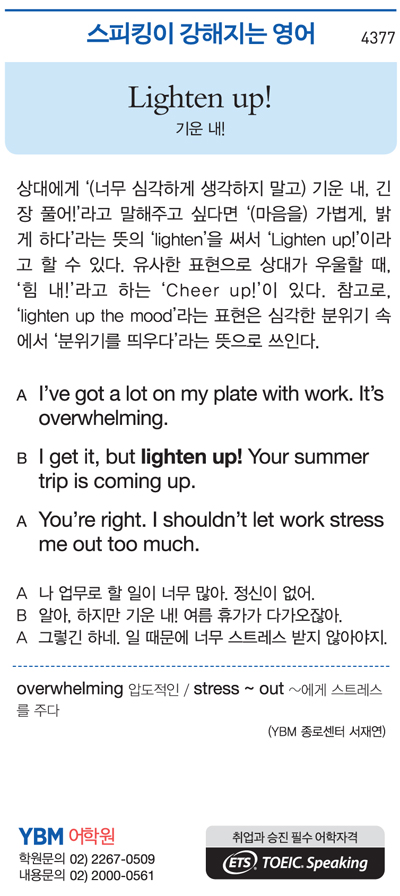 스피킹이 강해지는 영어 4377
Lighten up!
기운 내!
상대에게 ‘(너무 심각하게 생각하지 말고) 기운 내, 긴
장 풀어!’라고 말해주고 싶다면 ‘(마음을) 가볍게, 밝
게 하다’라는 뜻의 ‘lighten’을 써서 ‘Lighten up!’이라
고 할 수 있다. 유사한 표현으로 상대가 우울할 때,
‘힘 내!’라고 하는 ‘Cheer up!’이 있다. 참고로,
‘lighten up the mood’라는 표현은 심각한 분위기 속
에서 ‘분위기를 띄우다’라는 뜻으로 쓰인다.
A I’ve got a lot on my plate with work. It’s
overwhelming.
B I get it, but lighten up! Your summer
trip is coming up.
A You’re right. I shouldn’t let work stress
me out too much.
A 나 업무로 할 일이 너무 많아. 정신이 없어.
B 알아, 하지만 기운 내! 여름 휴가가 다가오잖아.
A 그렇긴 하네. 일 때문에 너무 스트레스 받지 않아야지.
overwhelming 압도적인 / stress ~ out ~에게 스트레스
를 주다
(YBM 종로센터 서재연)
YBM 어학원
학원문의 02) 2267-0509
내용문의 02) 2000-0561
취업과 승진 필수 어학자격
ETS TOEIC Speaking